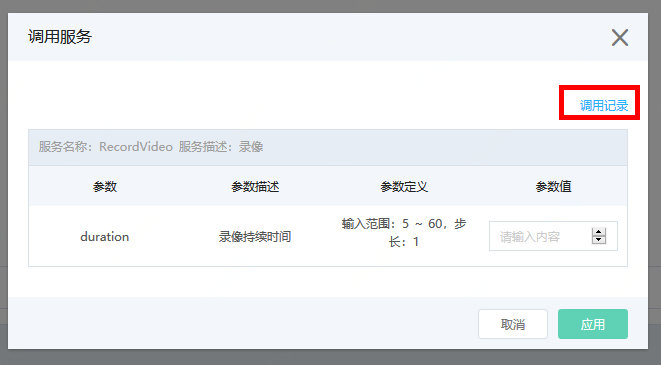 调用服务
调用记录
服务名称：RecordVideo 服务描述：录像
参数 参数描述 参数定义 参数值
duration 录像持续时间 输入范围：5 ~ 60，步 请输入内容
长：1
取消 应用